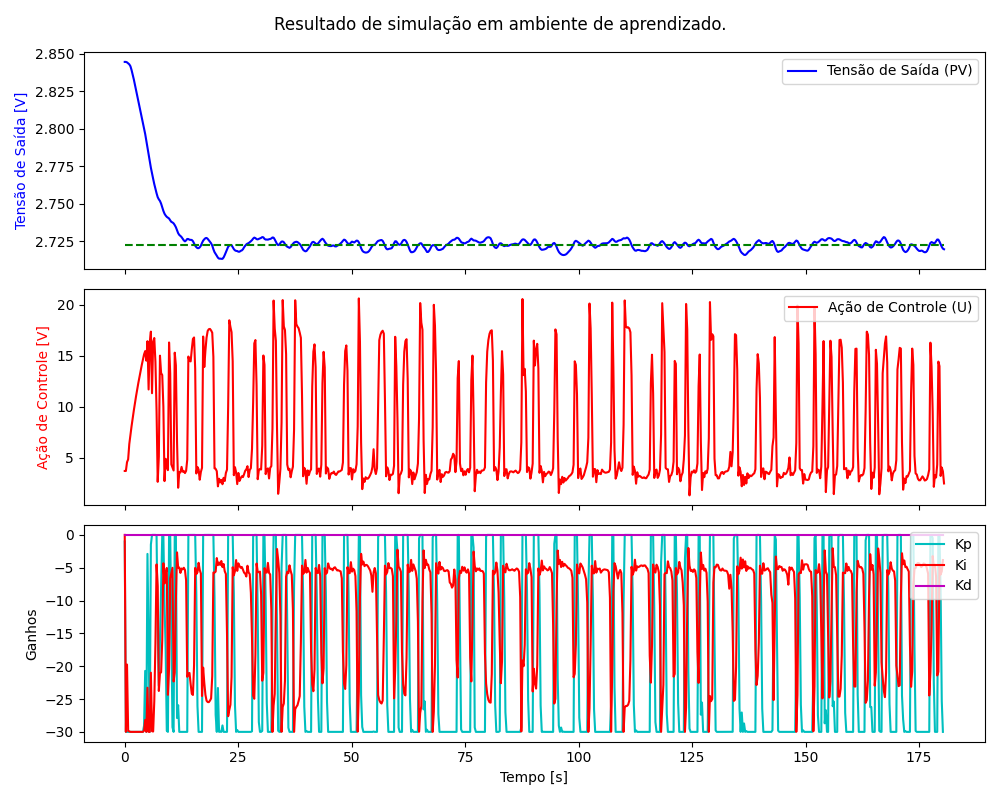 Resultado de simulação em ambiente de aprendizado.
Tensão de Saída [V]
2.850
2.825
2.800
2.775
2.750
2.725
Tensão de Saída (PV)
Ação de Controle [V]
20
15
10
5
Ação de Controle (U)
Ganhos
0
−5
−10
−15
−20
−25
−30
Kp
Ki
Kd
0
25
50
75
100
125
150
175
Tempo [s]